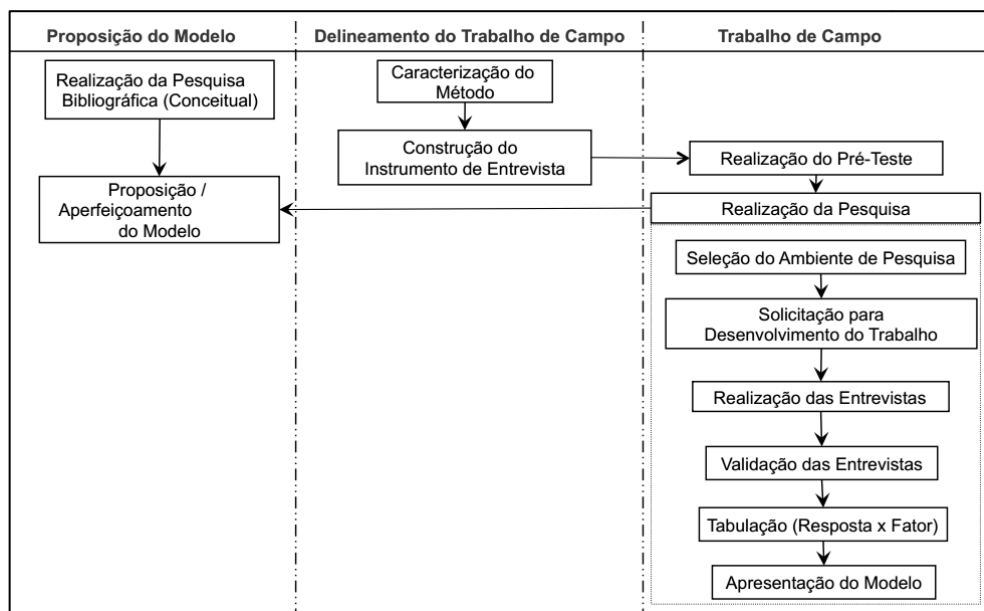 Proposição do Modelo
Delineamento do Trabalho de Campo
Trabalho de Campo
Realização da Pesquisa
Bibliográfica (Conceitual)
Proposição /
Aperfeiçoamento
do Modelo
Caracterização do
Método
Construção do
Instrumento de Entrevista
Realização do Pré-Teste
Realização da Pesquisa
Seleção do Ambiente de Pesquisa
Solicitação para
Desenvolvimento do Trabalho
Realização das Entrevistas
Validação das Entrevistas
Tabulação (Resposta x Fator)
Apresentação do Modelo